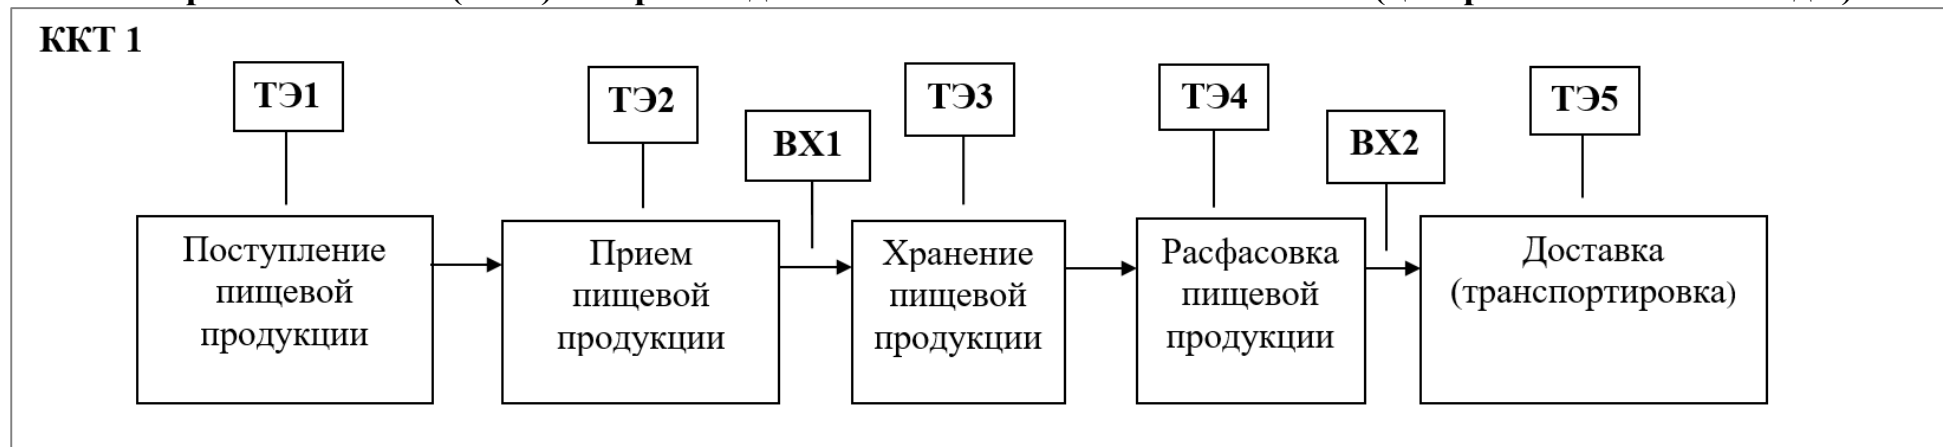 ККТ 1
ТЭ1
ТЭ2
ВХ1
ТЭ3
ТЭ4
ВХ2
ТЭ5
Поступление
пищевой
продукции
Прием
пищевой
продукции
Хранение
пищевой
продукции
Расфасовка
пищевой
продукции
Доставка
(транспортировка)